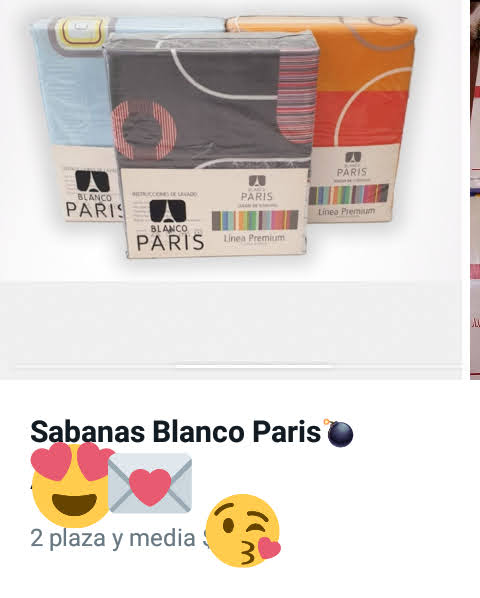 BLANCO
PARIS
INSTRUCCIONES DE LAVADO
BLANCO
PARIS
BLANCO
PARIS
Línea Premium
BLANCO
PARIS
Línea Premium
Sabanas Blanco Paris💣
2 plaza y media